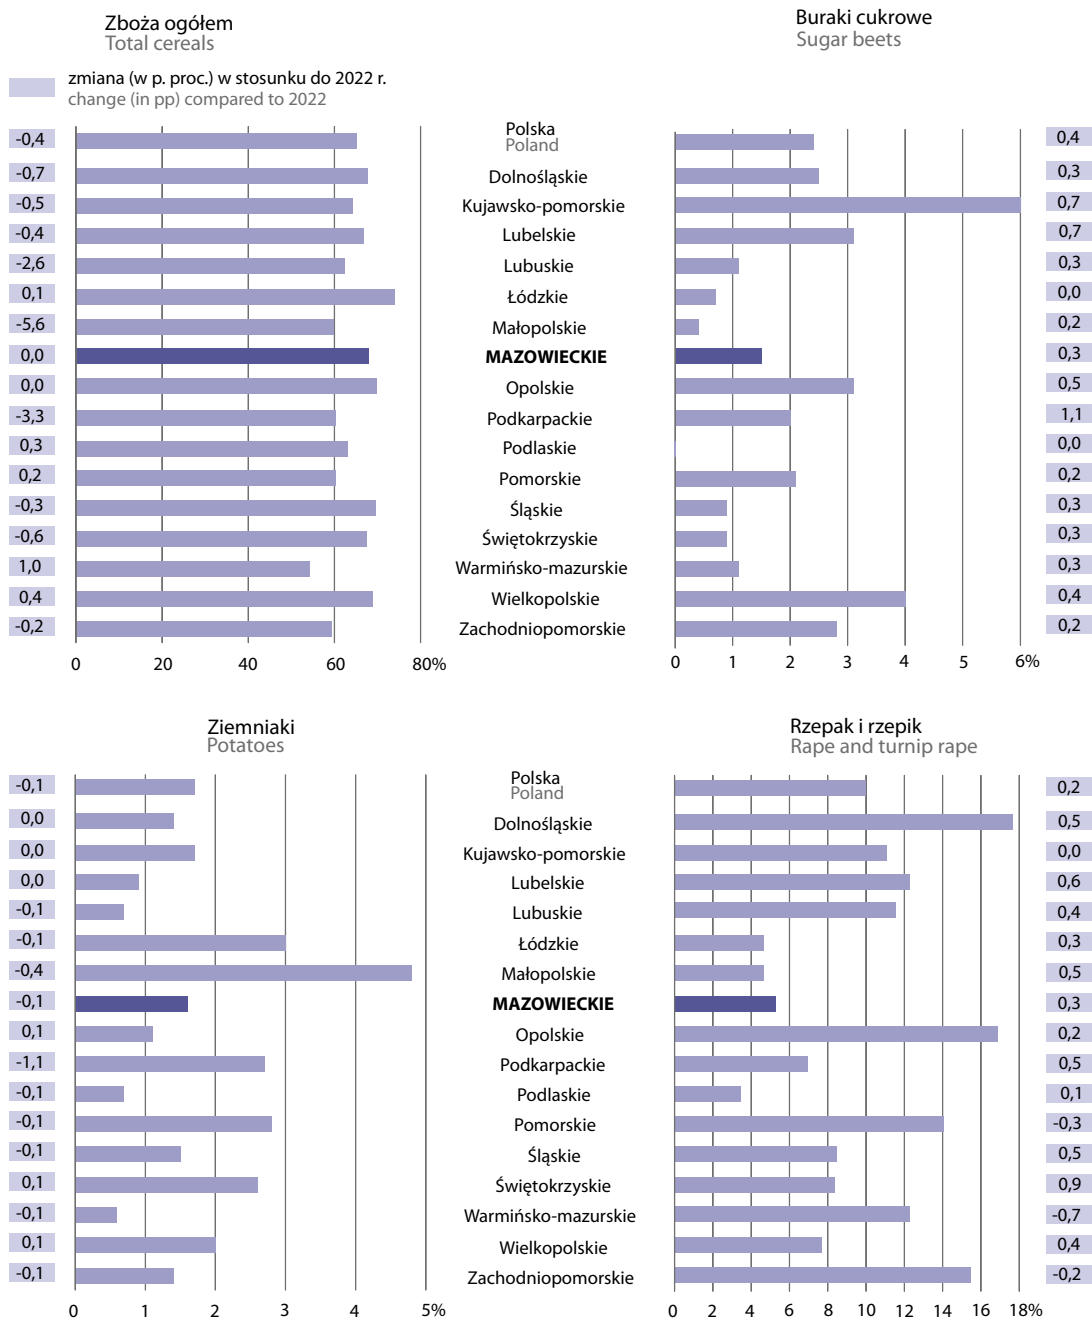 Zboża ogółem
Total cereals
Buraki cukrowe
Sugar beets
zmiana (w p. proc.) w stosunku do 2022 r.
change (in pp) compared to 2022
-0,4
Polska
Poland
0,4
-0,7
Dolnośląskie
0,3
-0,5
Kujawsko-pomorskie
0,7
-0,4
Lubelskie
0,7
-2,6
Lubuskie
0,3
0,1
Łódzkie
0,0
-5,6
Małopolskie
0,2
0,0
MAZOWIECKIE
0,3
0,0
Opolskie
0,5
-3,3
Podkarpackie
1,1
0,3
Podlaskie
0,0
0,2
Pomorskie
0,2
-0,3
Śląskie
0,3
-0,6
Świętokrzyskie
0,3
1,0
Warmińsko-mazurskie
0,3
0,4
Wielkopolskie
0,4
-0,2
Zachodniopomorskie
0,2
0 20 40 60 80%
0 1 2 3 4 5 6%
Ziemniaki
Potatoes
Rzepak i rzepik
Rape and turnip rape
-0,1
Polska
Poland
0,2
0,0
Dolnośląskie
0,5
0,0
Kujawsko-pomorskie
0,0
0,0
Lubelskie
0,6
-0,1
Lubuskie
0,4
-0,1
Łódzkie
0,3
-0,4
Małopolskie
0,5
-0,1
MAZOWIECKIE
0,3
0,1
Opolskie
0,2
-1,1
Podkarpackie
0,5
-0,1
Podlaskie
0,1
-0,1
Pomorskie
-0,3
-0,1
Śląskie
0,5
0,1
Świętokrzyskie
0,9
-0,1
Warmińsko-mazurskie
-0,7
0,1
Wielkopolskie
0,4
-0,1
Zachodniopomorskie
-0,2
0 1 2 3 4 5%
0 2 4 6 8 10 12 14 16 18%